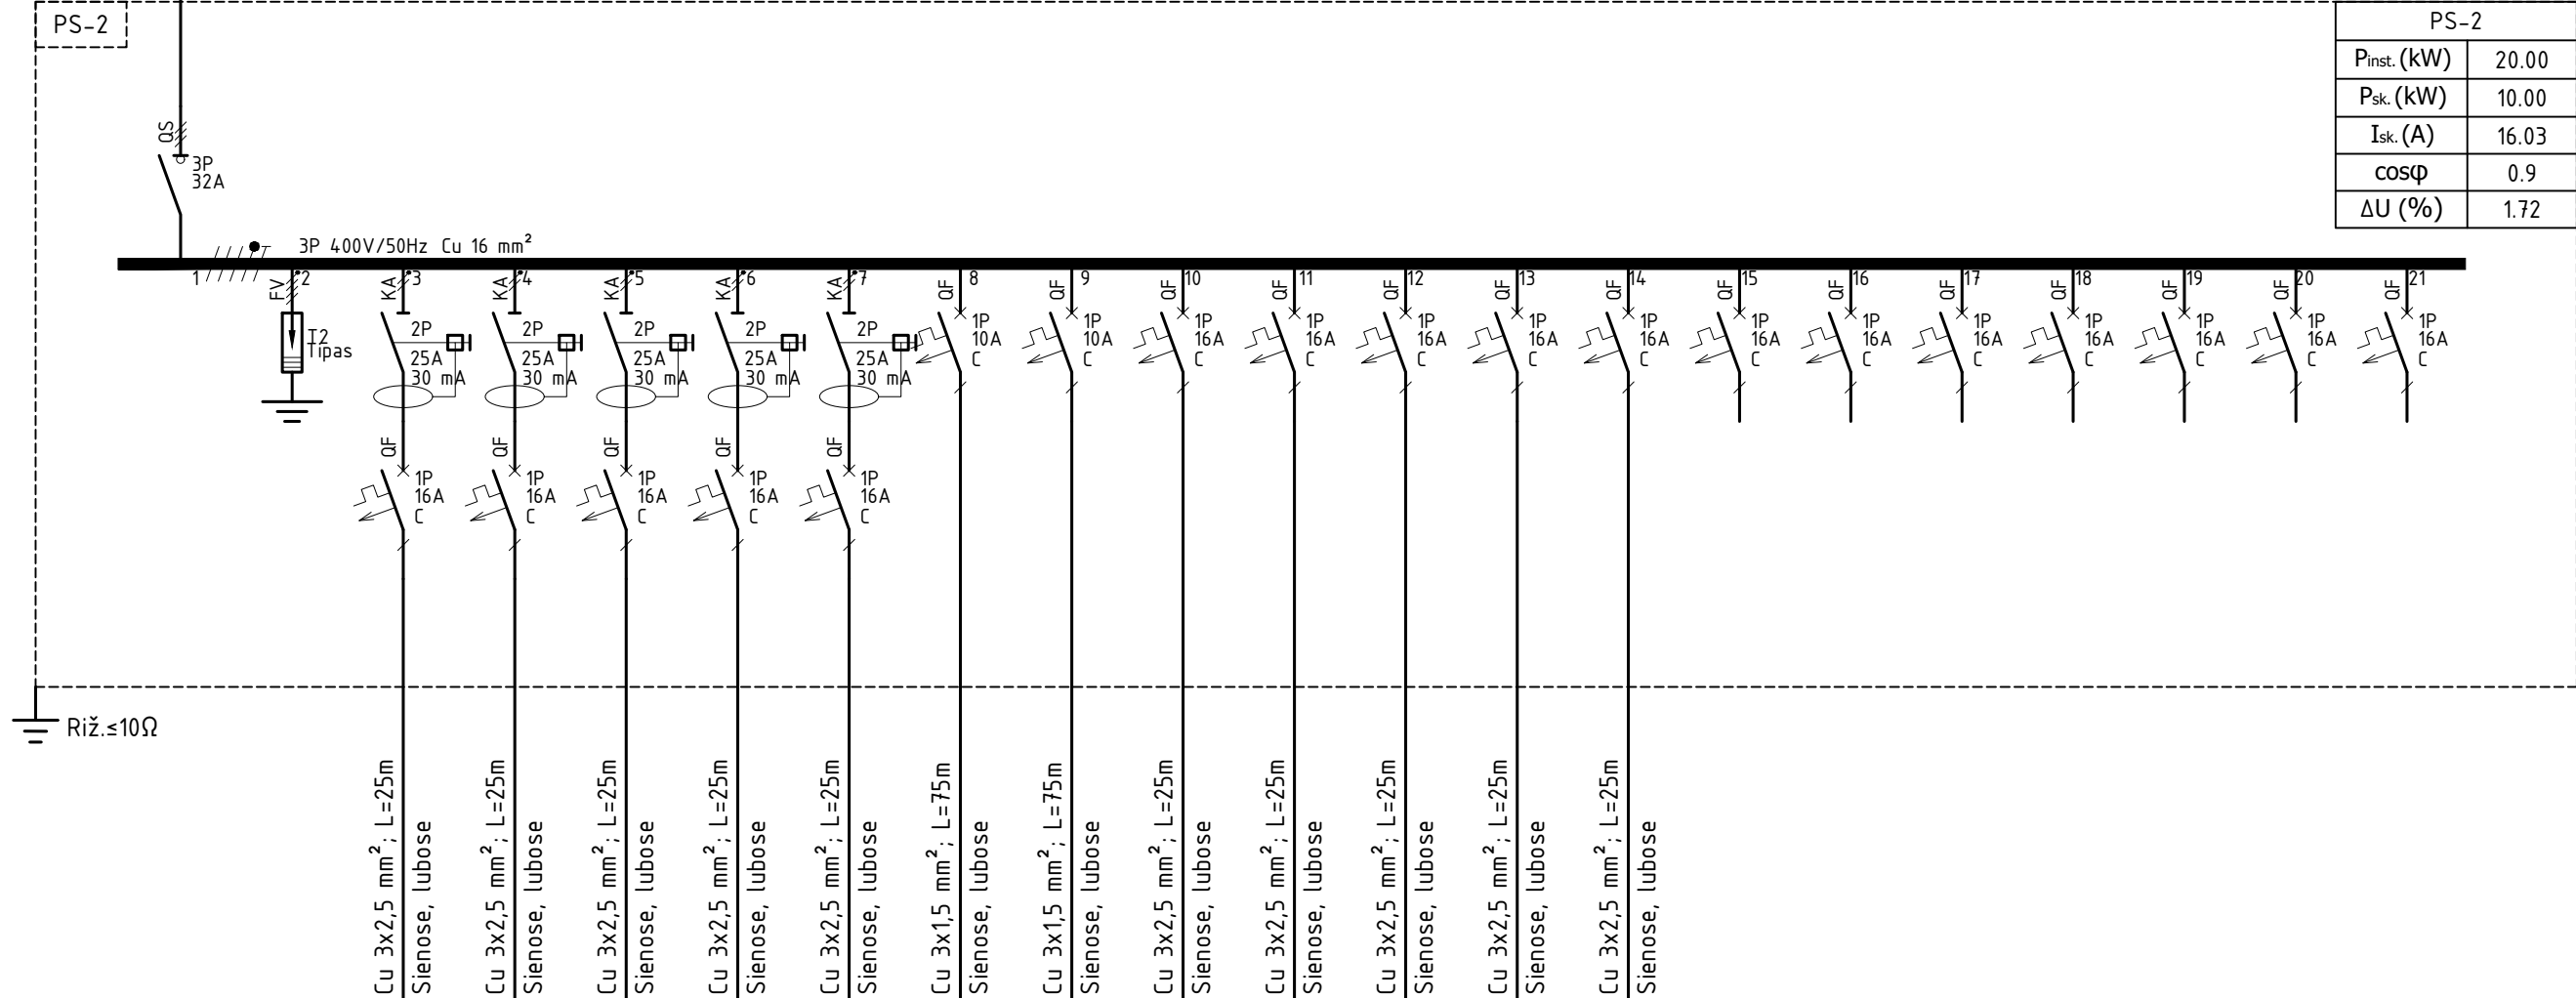 PS-2
PS-2
Pinst. (kW) 20.00
Psk. (kW) 10.00
Isk. (A) 16.03
cosφ 0.9
ΔU (%) 1.72
QS
3P
32A
3P 400V/50Hz Cu 16 mm²
1 2 3 4 5 6 7 8 9 10 11 12 13 14 15 16 17 18 19 20 21
FV KA KA KA KA KA QF QF QF QF QF QF QF QF QF QF QF QF QF QF
T2
Tipas
2P 2P 2P 2P 2P
25A 25A 25A 25A 25A
30 mA 30 mA 30 mA 30 mA 30 mA
1P 1P 1P 1P 1P 1P 1P 1P 1P 1P 1P 1P 1P 1P
10A 10A 16A 16A 16A 16A 16A 16A 16A 16A 16A 16A 16A 16A
C C C C C C C C C C C C C C
QF QF QF QF QF
1P 1P 1P 1P 1P
16A 16A 16A 16A 16A
C C C C C
Riž.≤10Ω
Cu 3x2,5 mm²; L=25m
Sienose, lubose
Cu 3x2,5 mm²; L=25m
Sienose, lubose
Cu 3x2,5 mm²; L=25m
Sienose, lubose
Cu 3x2,5 mm²; L=25m
Sienose, lubose
Cu 3x2,5 mm²; L=25m
Sienose, lubose
Cu 3x1,5 mm²; L=75m
Sienose, lubose
Cu 3x1,5 mm²; L=75m
Sienose, lubose
Cu 3x2,5 mm²; L=25m
Sienose, lubose
Cu 3x2,5 mm²; L=25m
Sienose, lubose
Cu 3x2,5 mm²; L=25m
Sienose, lubose
Cu 3x2,5 mm²; L=25m
Sienose, lubose
Cu 3x2,5 mm²; L=25m
Sienose, lubose